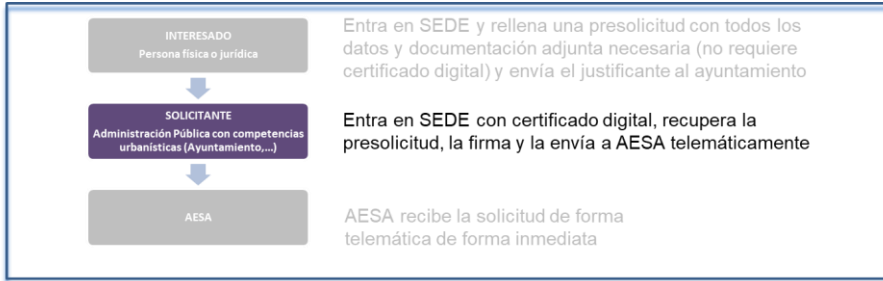 INTERESADO
Persona física o jurídica
Entra en SEDE y rellena una presolicitud con todos los
datos y documentación adjunta necesaria (no requiere
certificado digital) y envía el justificante al ayuntamiento
SOLICITANTE
Administración Pública con competencias
urbanísticas (Ayuntamiento,...)
Entra en SEDE con certificado digital, recupera la
presolicitud, la firma y la envía a AESA telemáticamente
AESA
AESA recibe la solicitud de forma
telemática de forma inmediata